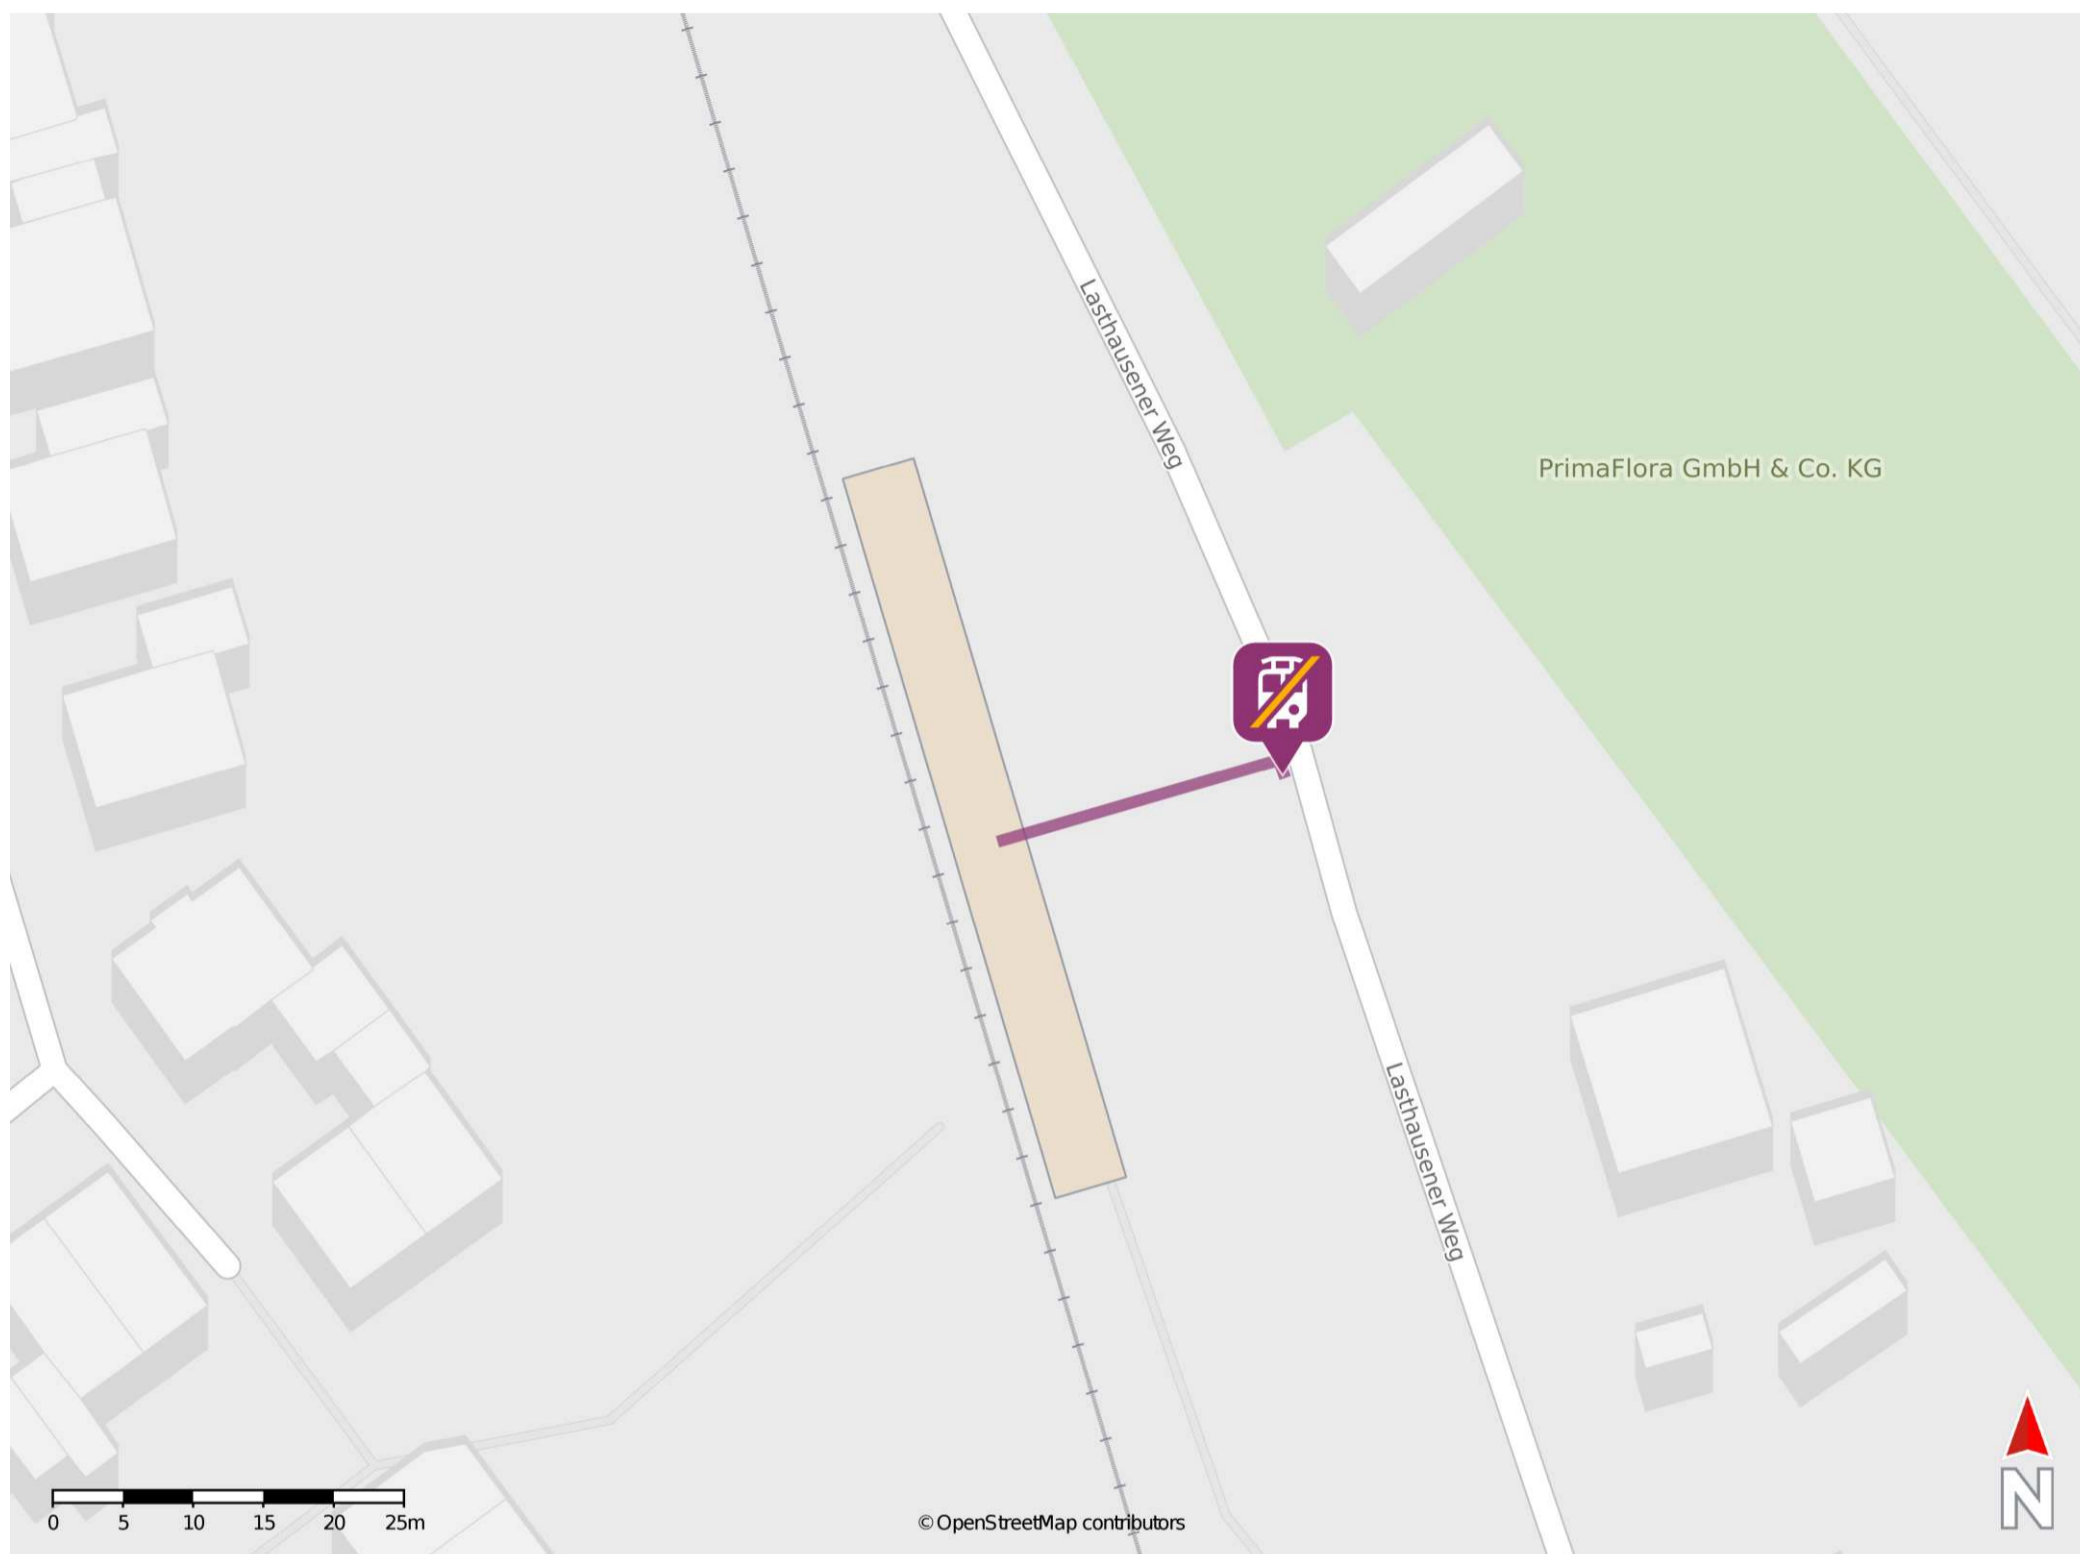 Lasthausener Weg
PrimaFlora GmbH & Co. KG
Lasthausener Weg
N
0 5 10 15 20 25m
© OpenStreetMap contributors